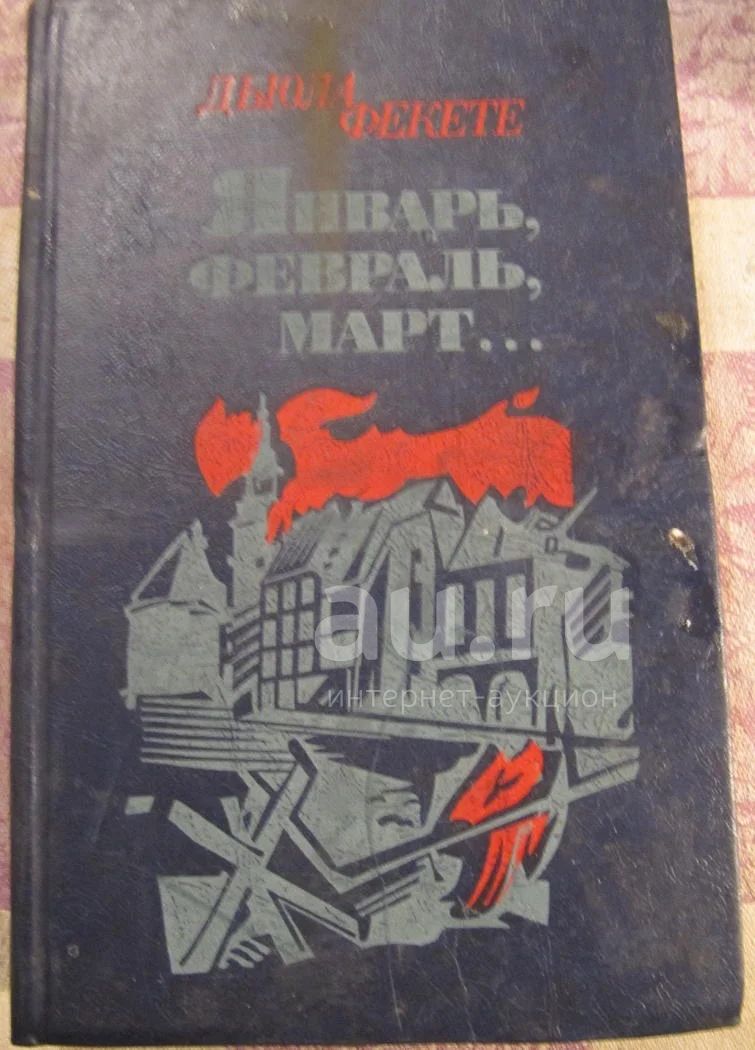 ДЬЮЛА
ФЕКЕТЕ
ЯНВАРЬ,
ФЕВРАЛЬ,
МАРТ...
au.ru
интернет-аукцион